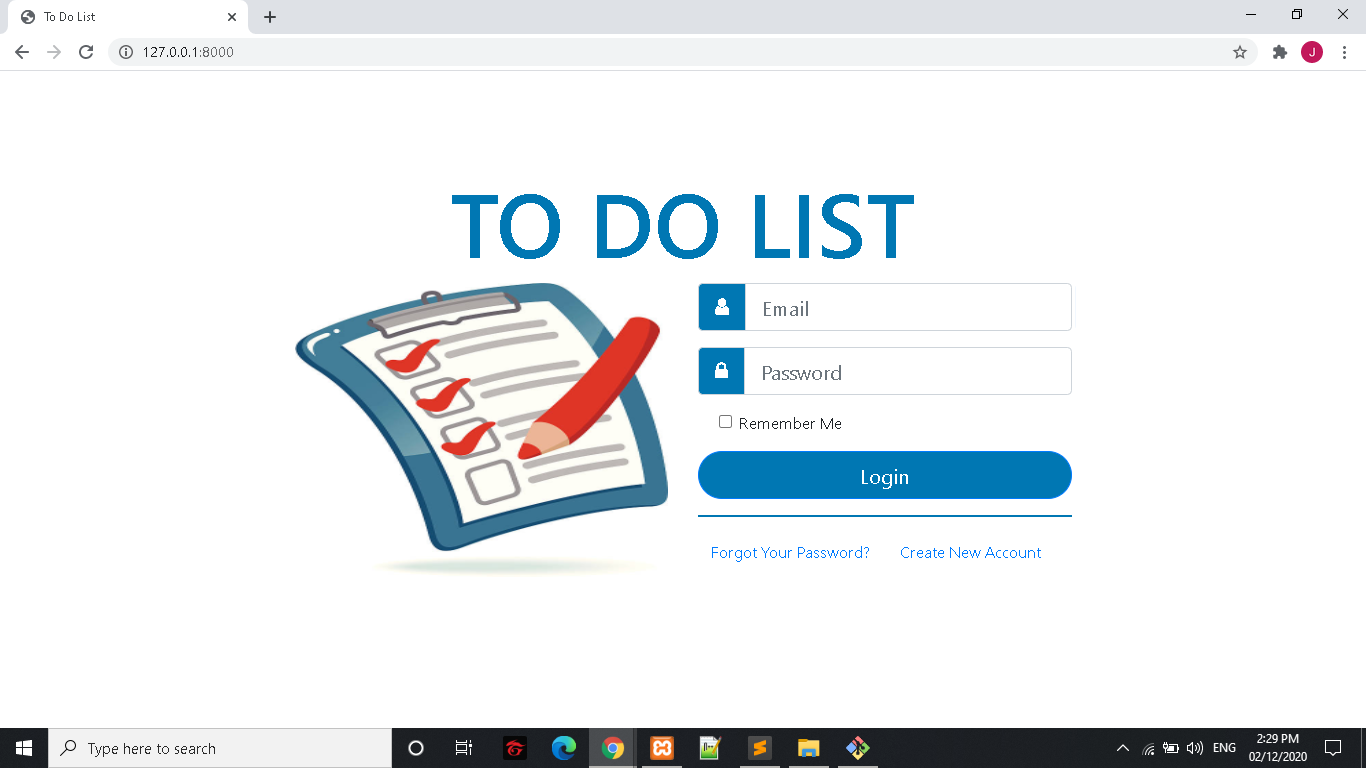 To Do List
127.0.0.1:8000
J
TO DO LIST
Email
Password
Remember Me
Login
Forgot Your Password? Create New Account
Type here to search
ENG
2:29 PM
02/12/2020